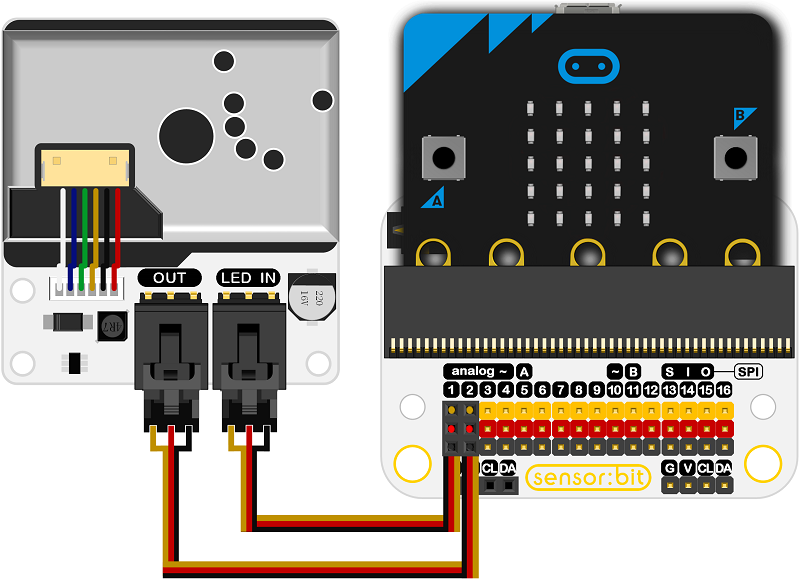 OUT LED IN
220
16V
4R7
A
B
analog ~ A ~ B S I O SPI
1 2 3 4 5 6 7 8 9 10 11 12 13 14 15 16
CL DA G V CL DA
sensor:bit